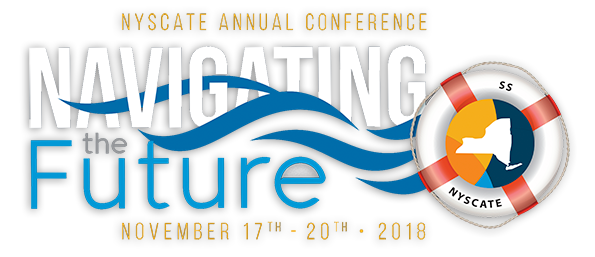 NYSCATE ANNUAL CONFERENCE
NAVIGATING
the
Future
NOVEMBER 17TH - 20TH • 2018
SS
NYSCATE